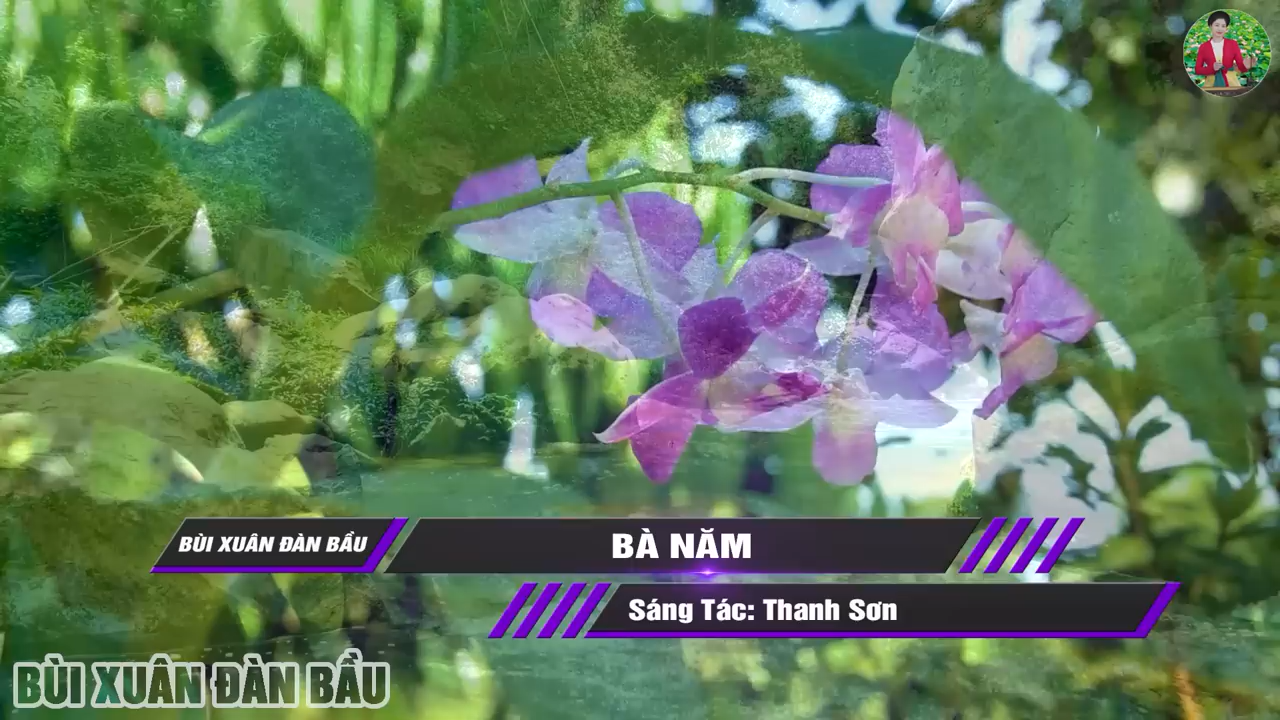 BÙI XUÂN ĐÀN BẦU
BÀ NĂM
Sáng Tác: Thanh Sơn
BÙI XUÂN ĐÀN BẦU